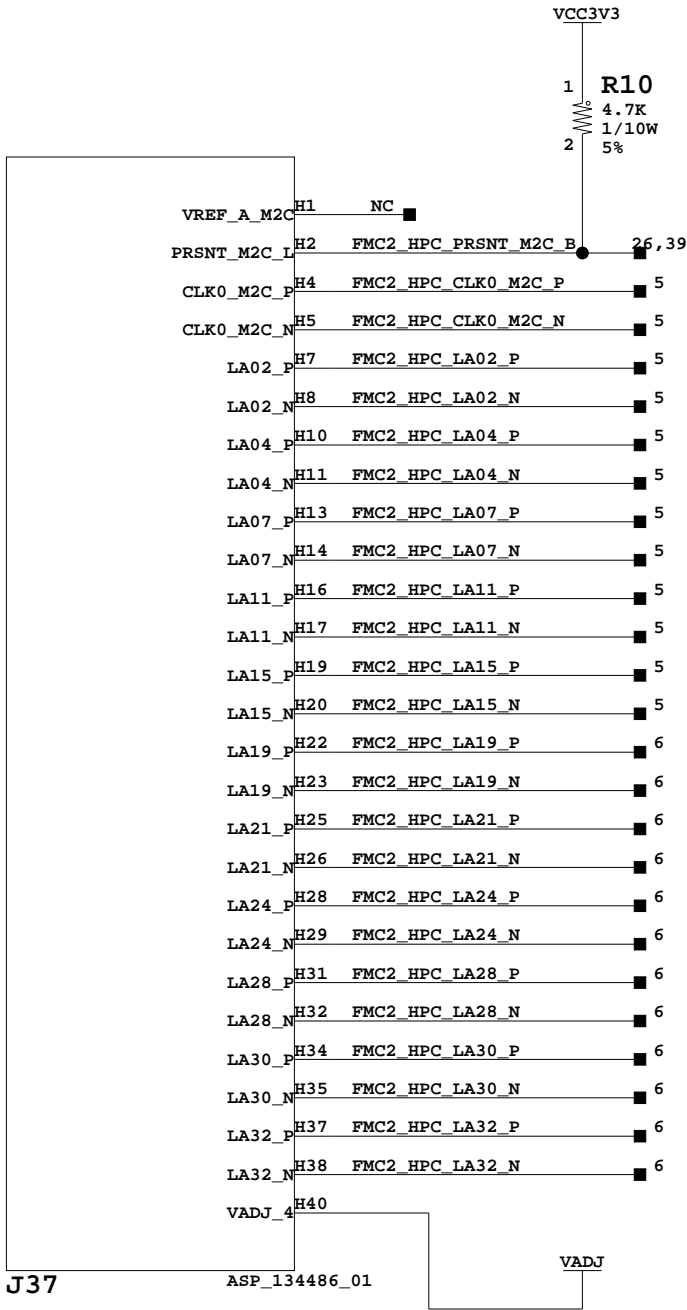 VCC3V3
1 R10
4.7K
1/10W
2 5%
VREF_A_M2C H1 NC
PRSNT_M2C_L H2 FMC2_HPC_PRSNT_M2C_B 26,39
CLK0_M2C_P H4 FMC2_HPC_CLK0_M2C_P 5
CLK0_M2C_N H5 FMC2_HPC_CLK0_M2C_N 5
LA02_P H7 FMC2_HPC_LA02_P 5
LA02_N H8 FMC2_HPC_LA02_N 5
LA04_P H10 FMC2_HPC_LA04_P 5
LA04_N H11 FMC2_HPC_LA04_N 5
LA07_P H13 FMC2_HPC_LA07_P 5
LA07_N H14 FMC2_HPC_LA07_N 5
LA11_P H16 FMC2_HPC_LA11_P 5
LA11_N H17 FMC2_HPC_LA11_N 5
LA15_P H19 FMC2_HPC_LA15_P 5
LA15_N H20 FMC2_HPC_LA15_N 5
LA19_P H22 FMC2_HPC_LA19_P 6
LA19_N H23 FMC2_HPC_LA19_N 6
LA21_P H25 FMC2_HPC_LA21_P 6
LA21_N H26 FMC2_HPC_LA21_N 6
LA24_P H28 FMC2_HPC_LA24_P 6
LA24_N H29 FMC2_HPC_LA24_N 6
LA28_P H31 FMC2_HPC_LA28_P 6
LA28_N H32 FMC2_HPC_LA28_N 6
LA30_P H34 FMC2_HPC_LA30_P 6
LA30_N H35 FMC2_HPC_LA30_N 6
LA32_P H37 FMC2_HPC_LA32_P 6
LA32_N H38 FMC2_HPC_LA32_N 6
VADJ_4 H40
VADJ
J37 ASP_134486_01